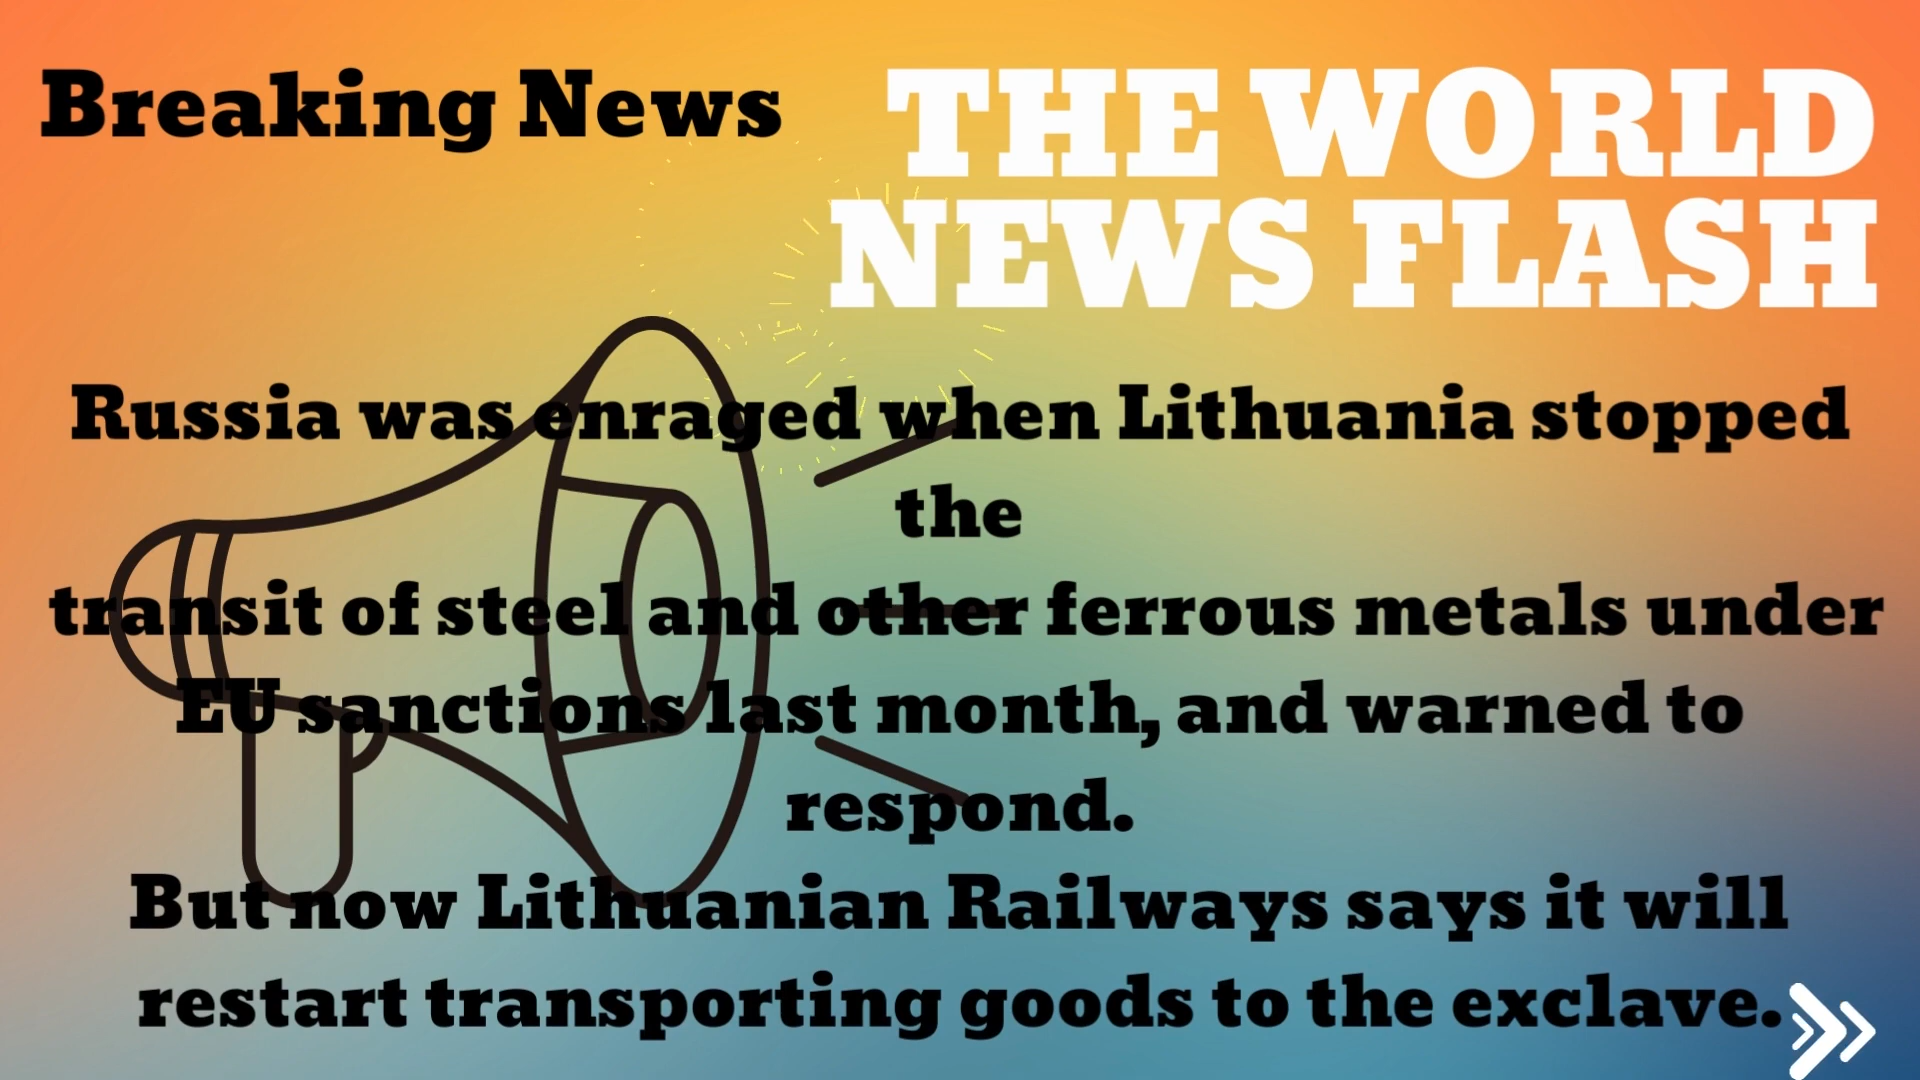 Breaking News
THE WORLD
NEWS FLASH
Russia was enraged when Lithuania stopped
the
transit of steel and other ferrous metals under
EU sanctions last month, and warned to
respond.
But now Lithuanian Railways says it will
restart transporting goods to the exclave.